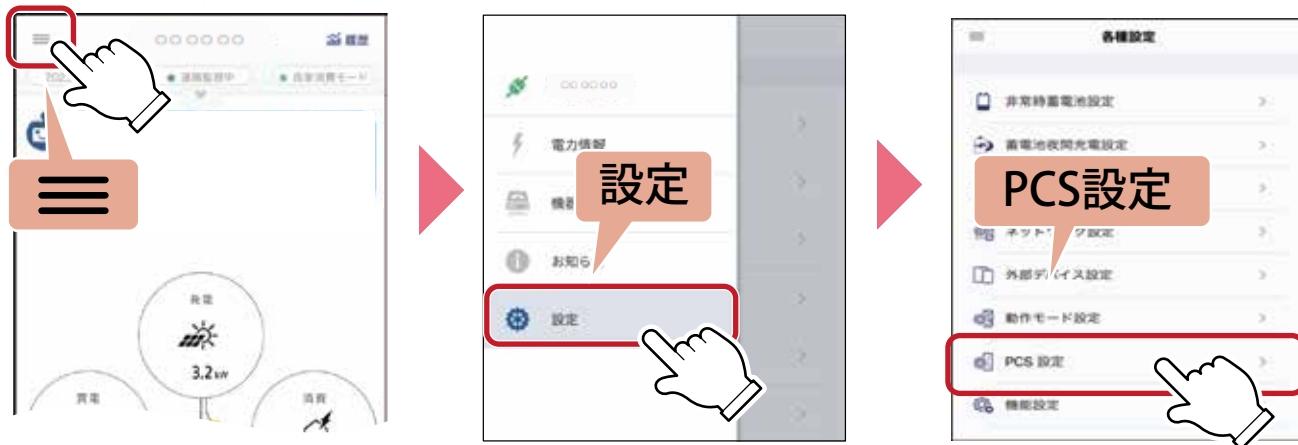 ○○○○○○
履歴
遠隔監視中
自家消費モード
発電
3.2kW
買電
消費
○○ ○○○○
電力情報
設定
お知ら
設定
各種設定
非常時蓄電池設定
蓄電池夜間充電設定
PCS設定
外部デバイス設定
動作モード設定
PCS 設定
機能設定